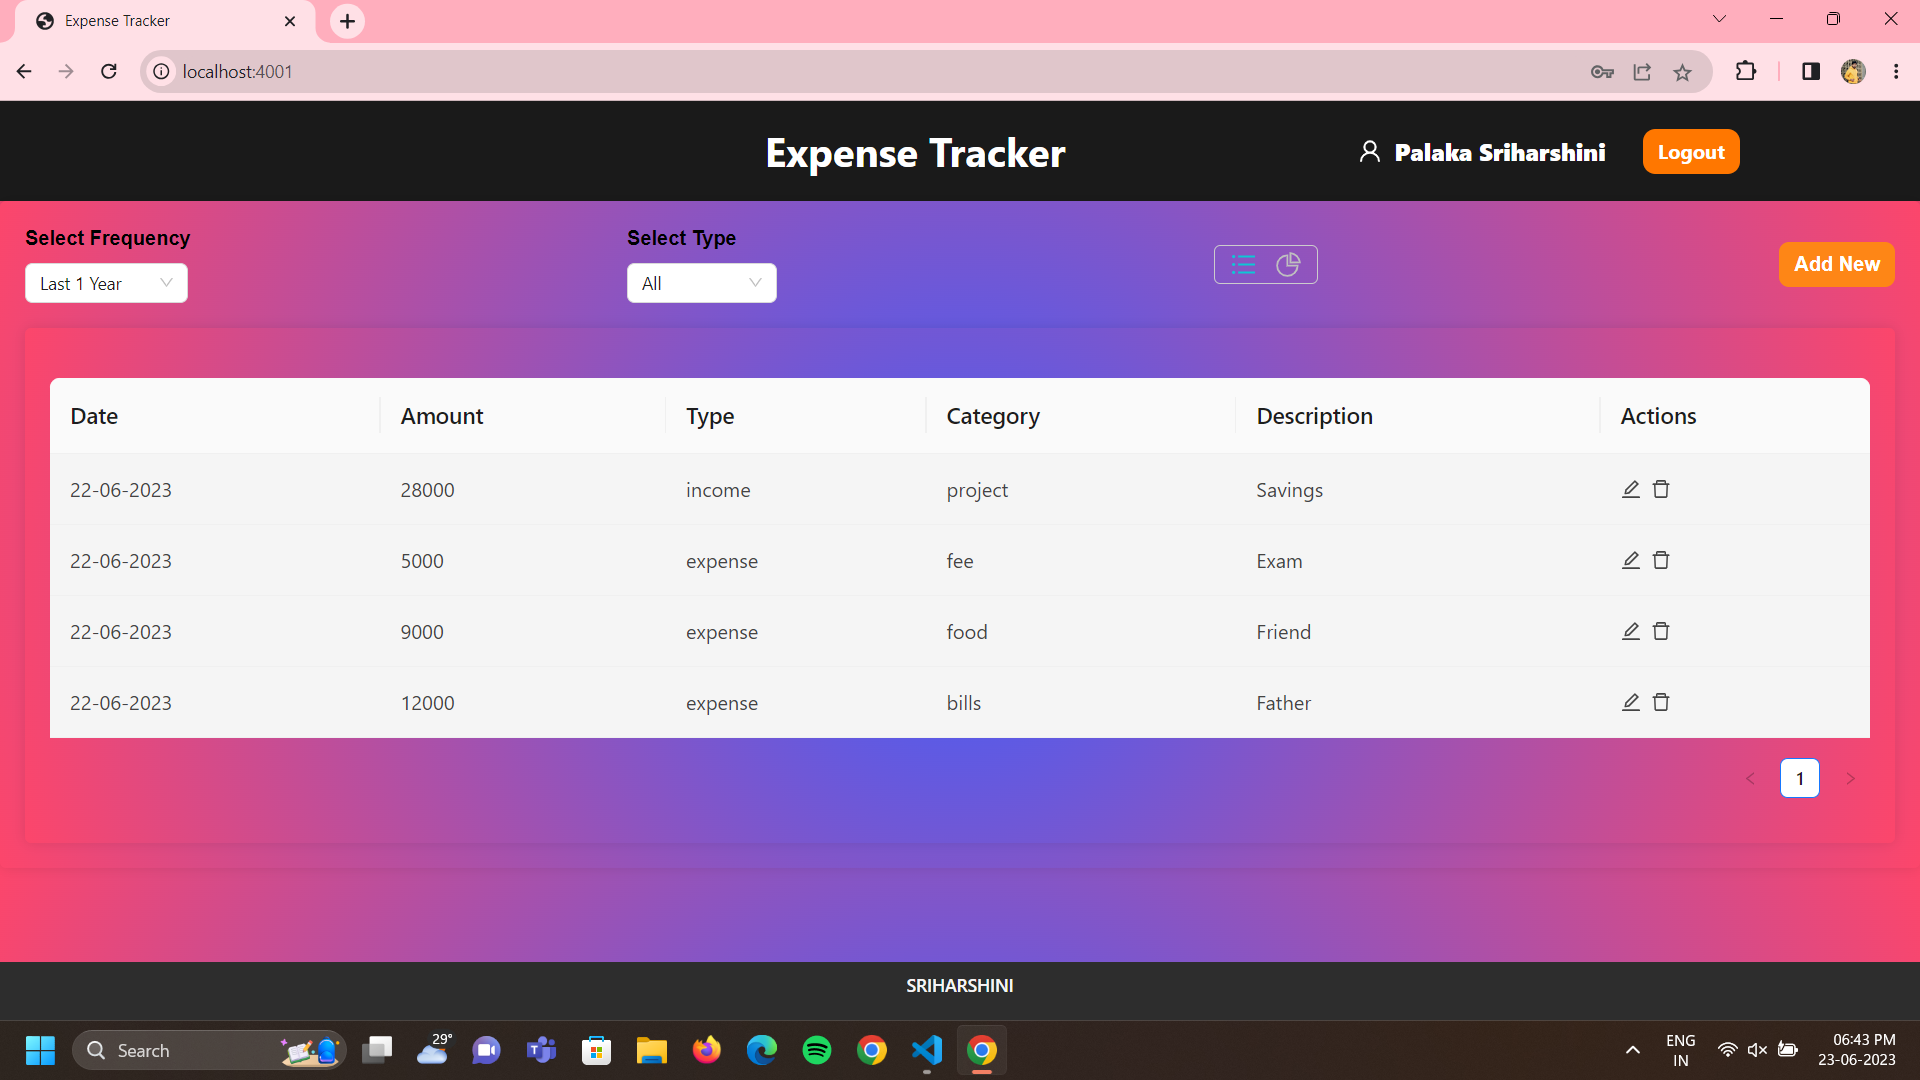 Expense Tracker
localhost:4001
Expense Tracker
Palaka Sriharshini
Logout
Select Frequency
Select Type
Last 1 Year
All
Add New
Date Amount Type Category Description Actions
22-06-2023 28000 income project Savings
22-06-2023 5000 expense fee Exam
22-06-2023 9000 expense food Friend
22-06-2023 12000 expense bills Father
1
SRIHARSHINI
Search
29°
ENG
IN
06:43 PM
23-06-2023